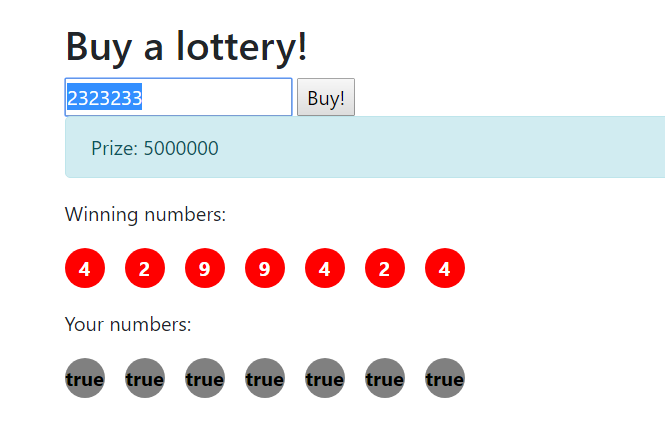 Buy a lottery!
2323233 Buy!
Prize: 5000000
Winning numbers:
4 2 9 9 4 2 4
Your numbers:
true true true true true true true